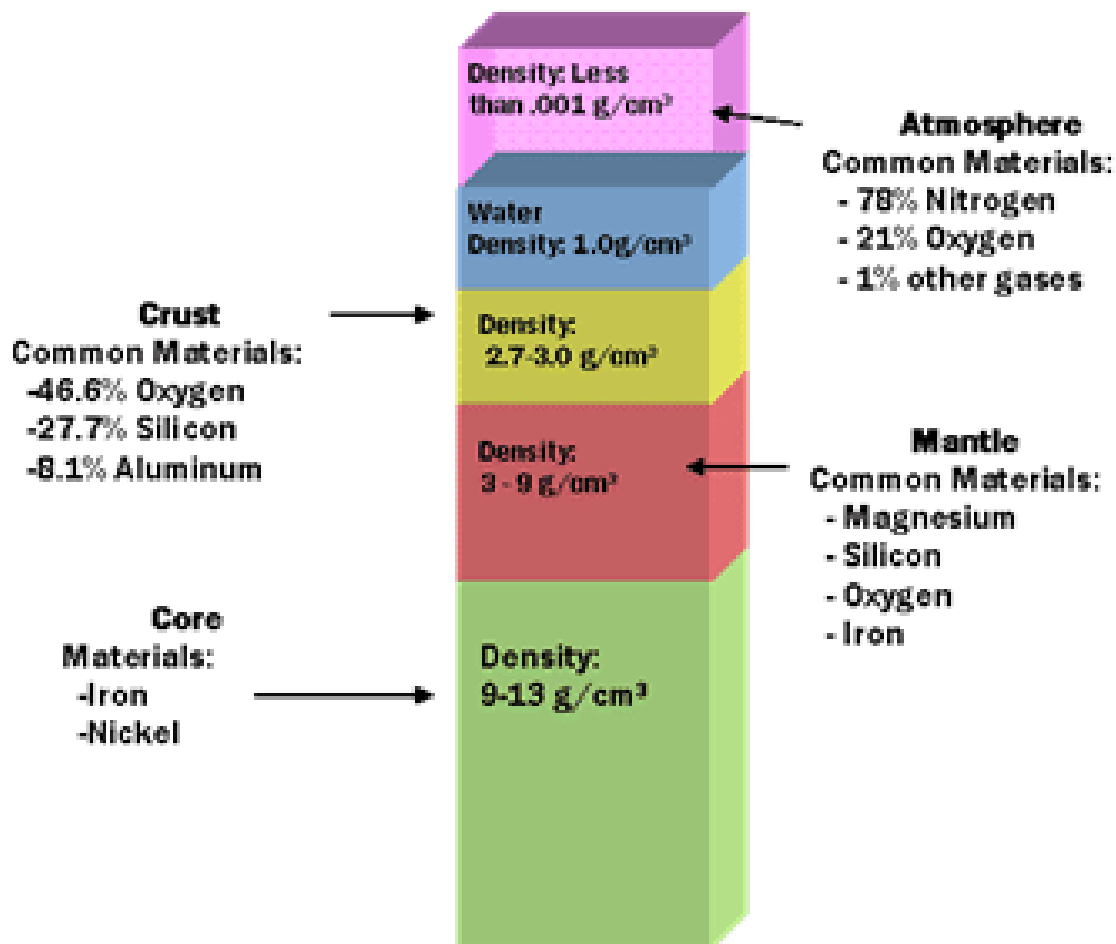 Density: Less
than .001 g/cm³
Atmosphere
Common Materials:
- 78% Nitrogen
- 21% Oxygen
- 1% other gases
Water
Density: 1.0g/cm³
Crust
Common Materials:
-46.6% Oxygen
-27.7% Silicon
-8.1% Aluminum
Density:
2.7-3.0 g/cm³
Density:
3 - 9 g/cm³
Mantle
Common Materials:
- Magnesium
- Silicon
- Oxygen
- Iron
Core
Materials:
-Iron
-Nickel
Density:
9-13 g/cm³